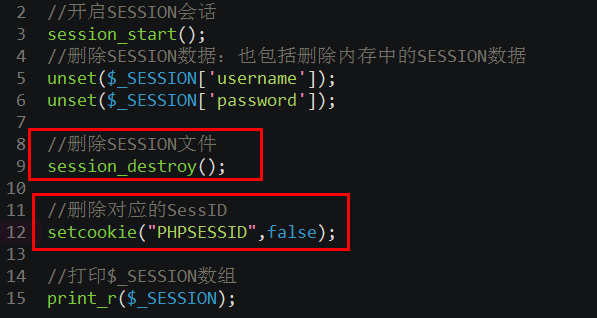 2 //开启SESSION会话
3 session_start();
4 //删除SESSION数据：也包括删除内存中的SESSION数据
5 unset($_SESSION['username']);
6 unset($_SESSION['password']);
7
8 //删除SESSION文件
9 session_destroy();
10
11 //删除对应的SessID
12 setcookie("PHPSESSID",false);
13
14 //打印$_SESSION数组
15 print_r($_SESSION);